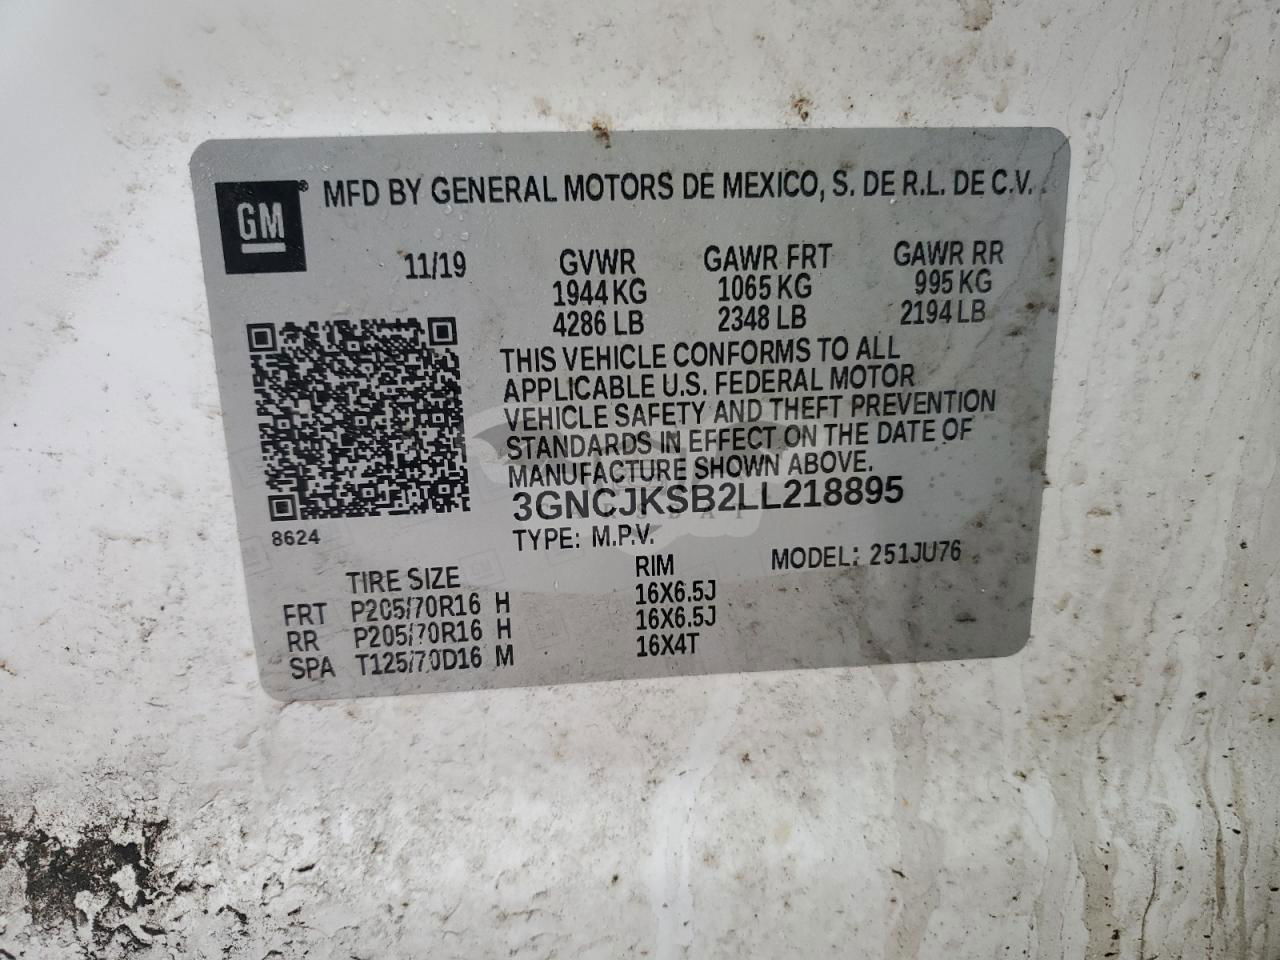 GM ® MFD BY GENERAL MOTORS DE MEXICO, S. DE R.L. DE C.V.
11/19 GVWR GAWR FRT GAWR RR
1944 KG 1065 KG 995 KG
4286 LB 2348 LB 2194 LB
THIS VEHICLE CONFORMS TO ALL
APPLICABLE U.S. FEDERAL MOTOR
VEHICLE SAFETY AND THEFT PREVENTION
STANDARDS IN EFFECT ON THE DATE OF
MANUFACTURE SHOWN ABOVE.
3GNCJKSB2LL218895
8624
TYPE: M.P.V. MODEL: 251JU76
TIRE SIZE RIM
FRT P205/70R16 H 16X6.5J
RR P205/70R16 H 16X6.5J
SPA T125/70D16 M 16X4T